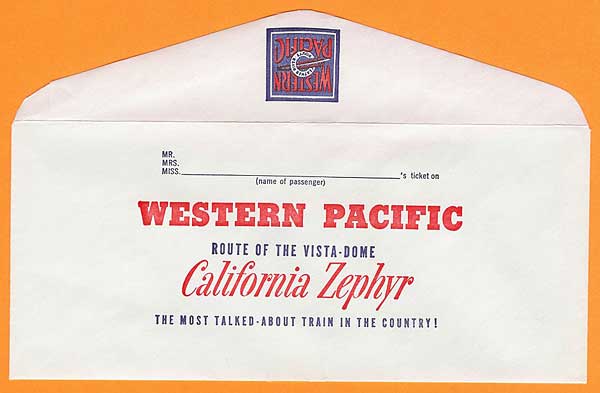 WESTERN
PACIFIC
MR.
MRS.
MISS. 's ticket on
(name of passenger)
WESTERN PACIFIC
ROUTE OF THE VISTA-DOME
California Zephyr
THE MOST TALKED-ABOUT TRAIN IN THE COUNTRY!